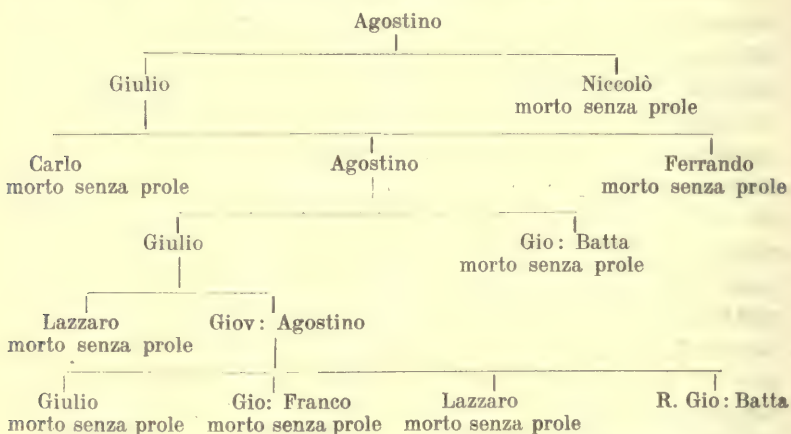 Agostino
Giulio Niccolò
morto senza prole
Carlo Agostino Ferrando
morto senza prole morto senza prole
Giulio Gio: Batta
morto senza prole
Lazzaro Giov: Agostino
morto senza prole
Giulio Gio: Franco Lazzaro R. Gio: Batta
morto senza prole morto senza prole morto senza prole